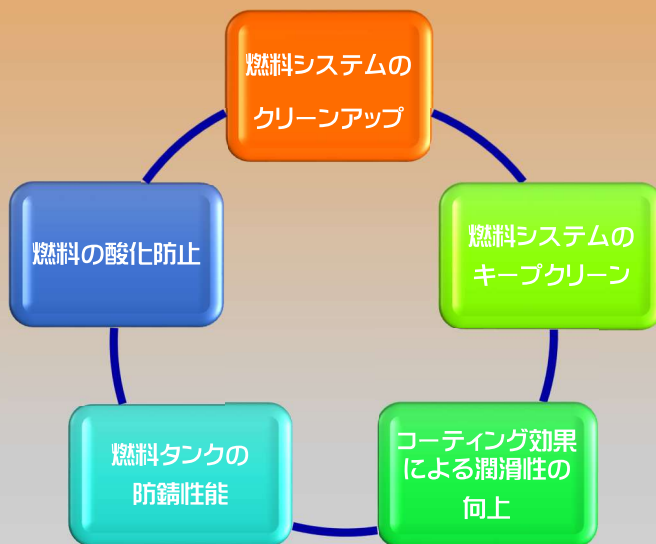 燃料システムの
クリーンアップ
燃料システムの
キープクリーン
コーティング効果
による潤滑性の
向上
燃料タンクの
防錆性能
燃料の酸化防止